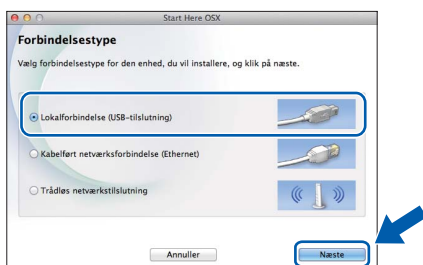 Start Here OSX
Forbindelsestype
Vælg forbindelsestype for den enhed, du vil installere, og klik på næste.
Lokalforbindelse (USB-tilslutning)
Kabelført netværksforbindelse (Ethernet)
Trådløs netværkstilslutning
Annuller
Næste